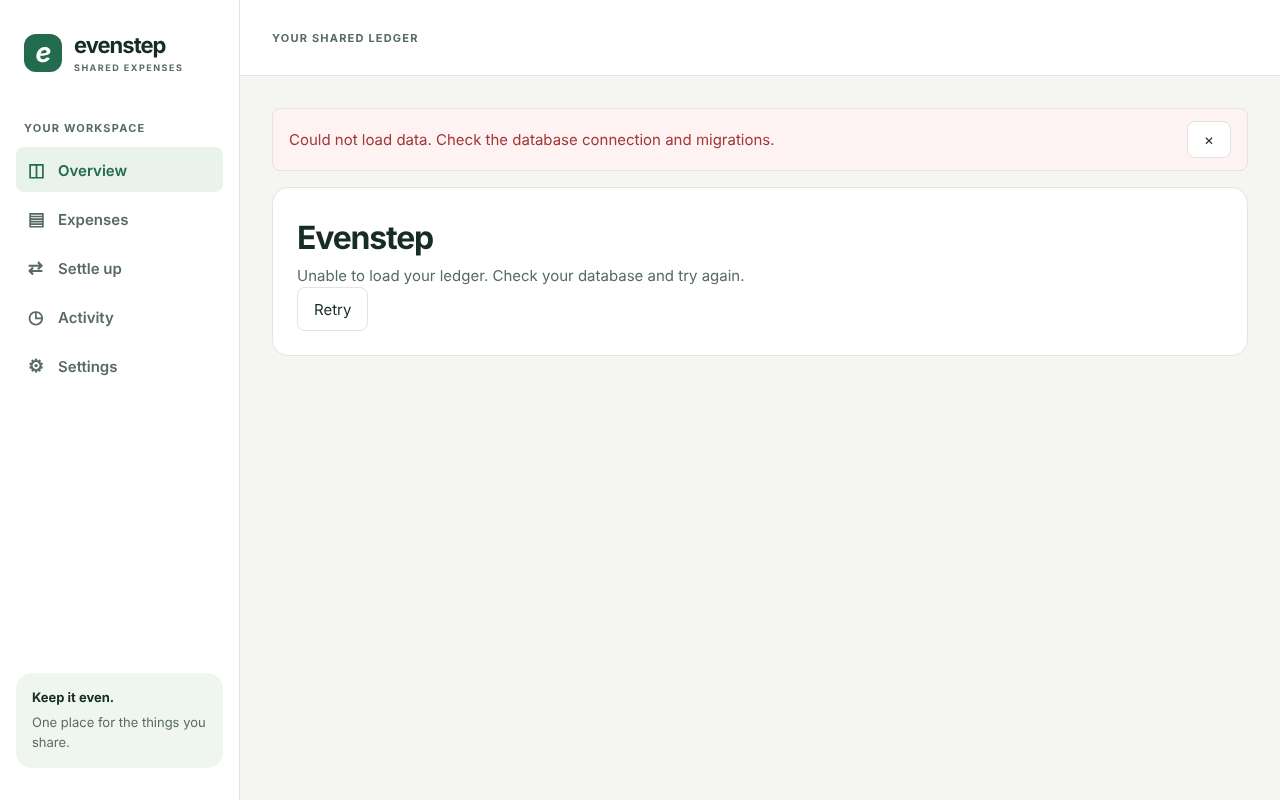 e
evenstep
SHARED EXPENSES
YOUR WORKSPACE
Overview
Expenses
Settle up
Activity
Settings
Keep it even.
One place for the things you
share.
YOUR SHARED LEDGER
Could not load data. Check the database connection and migrations.
×
Evenstep
Unable to load your ledger. Check your database and try again.
Retry